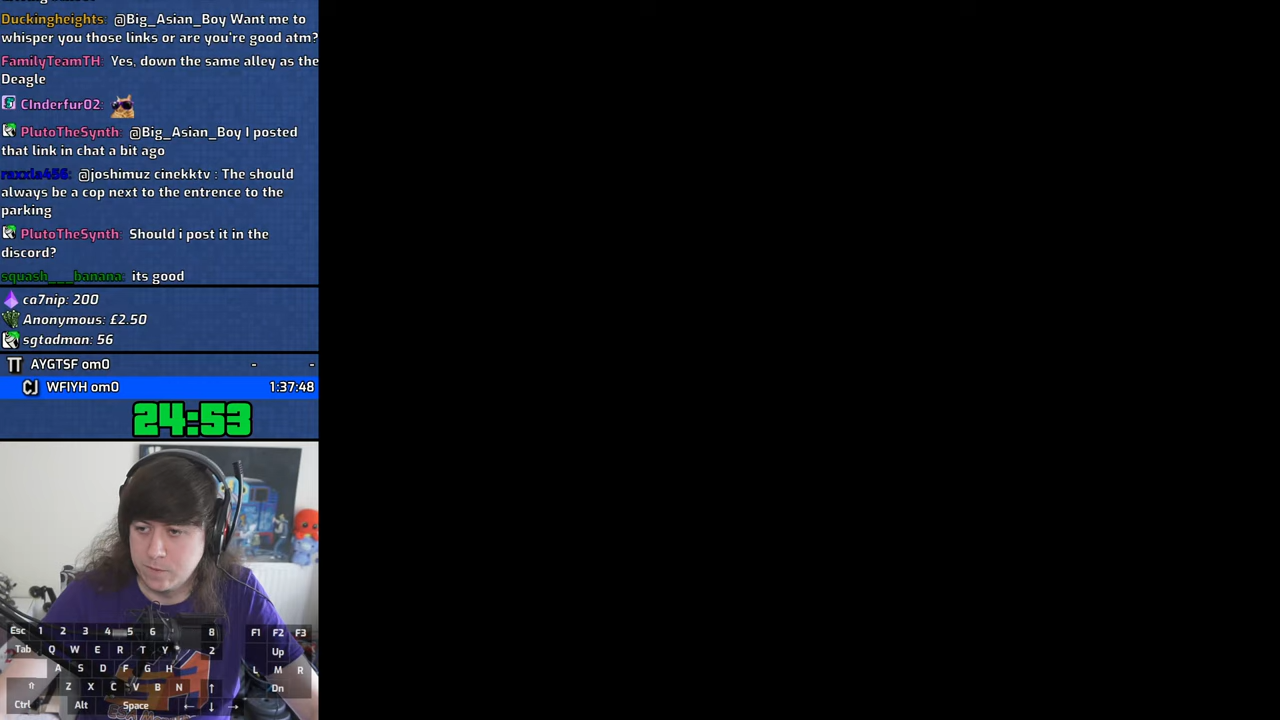 Duckingheights: @Big_Asian_Boy Want me to
whisper you those links or are you're good atm?
FamilyTeamTH: Yes, down the same alley as the
Deagle
CInderfur02:
PlutoTheSynth: @Big_Asian_Boy I posted
that link in chat a bit ago
raxxda456: @joshimuz cinekktv : The should
always be a cop next to the entrence to the
parking
PlutoTheSynth: Should i post it in the
discord?
squash___banana: its good
ca7nip: 200
Anonymous: £2.50
sgtadman: 56
AYGTSF om0 - -
CJ WFIYH om0 1:37:48
24:53
Esc 1 2 3 4 5 6 8 F1 F2 F3
Tab Q W E R T Y 2 Up
A S D F G H L M R
⇧ Z X C V B N ↑ Dn
Ctrl Alt Space ← ↓ →